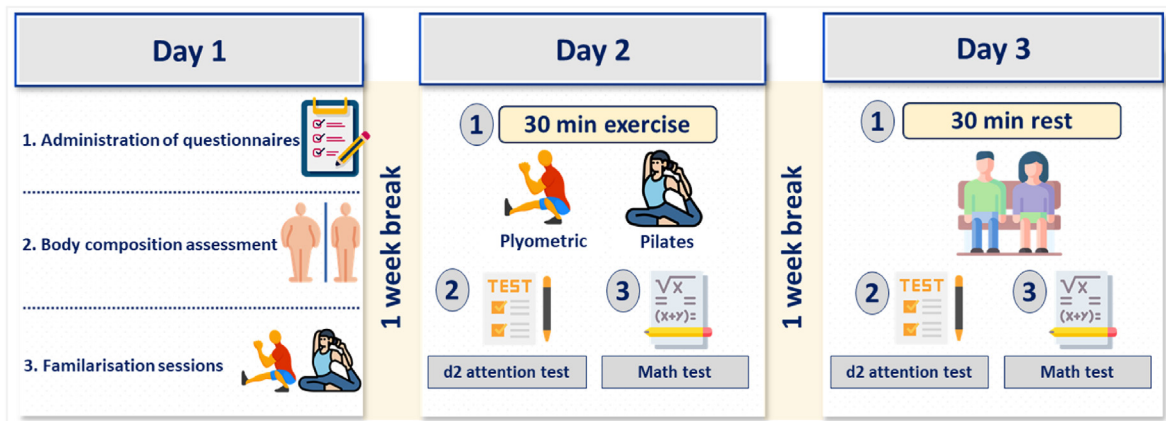 Day 1
1. Administration of questionnaires
2. Body composition assessment
3. Familarisation sessions
1 week break
Day 2
1
30 min exercise
Plyometric
Pilates
2
TEST
3
√x
=
=
(x+y)=
d2 attention test
Math test
1 week break
Day 3
1
30 min rest
2
TEST
3
√x
=
=
(x+y)=
d2 attention test
Math test